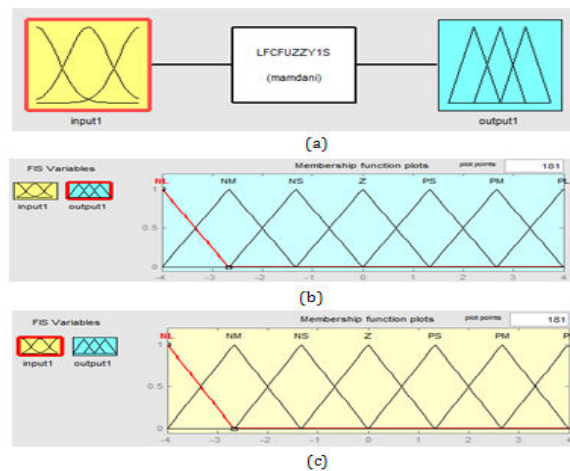 LFCFUZZY1S
(mamdani)
input1
output1
(a)
FIS Variables
Membership function plots
plot points
181
input1
output1
NL NM NS Z PS PM PL
1
0.5
0
-4 -3 -2 -1 0 1 2 3 4
(b)
FIS Variables
Membership function plots
plot points
181
input1
output1
NL NM NS Z PS PM P
1
0.5
0
-4 -3 -2 -1 0 1 2 3 4
(c)